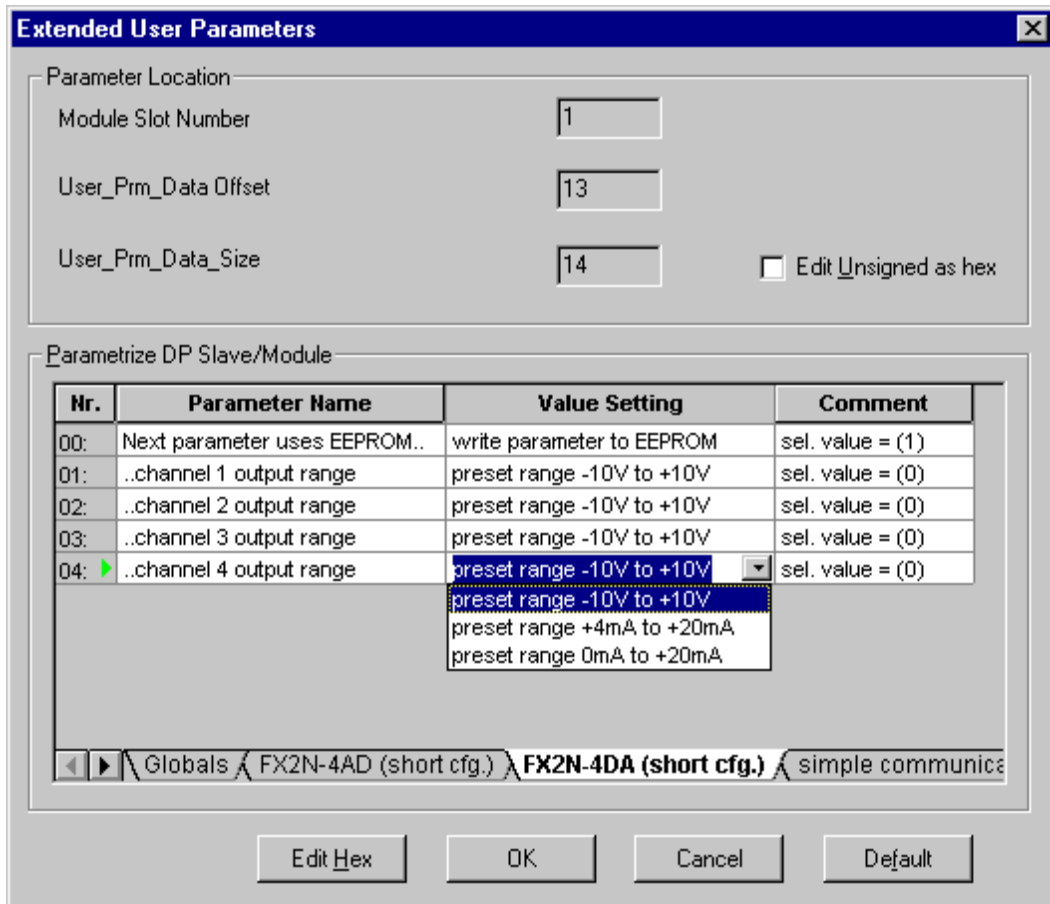 Extended User Parameters
Parameter Location
Module Slot Number 1
User_Prm_Data Offset 13
User_Prm_Data_Size 14 Edit Unsigned as hex
Parametrize DP Slave/Module
Nr. Parameter Name Value Setting Comment
00: Next parameter uses EEPROM.. write parameter to EEPROM sel. value = (1)
01: ..channel 1 output range preset range -10V to +10V sel. value = (0)
02: ..channel 2 output range preset range -10V to +10V sel. value = (0)
03: ..channel 3 output range preset range -10V to +10V sel. value = (0)
04: ..channel 4 output range preset range -10V to +10V sel. value = (0)
preset range -10V to +10V
preset range +4mA to +20mA
preset range 0mA to +20mA
Globals FX2N-4AD (short cfg.) FX2N-4DA (short cfg.) simple communica
Edit Hex OK Cancel Default